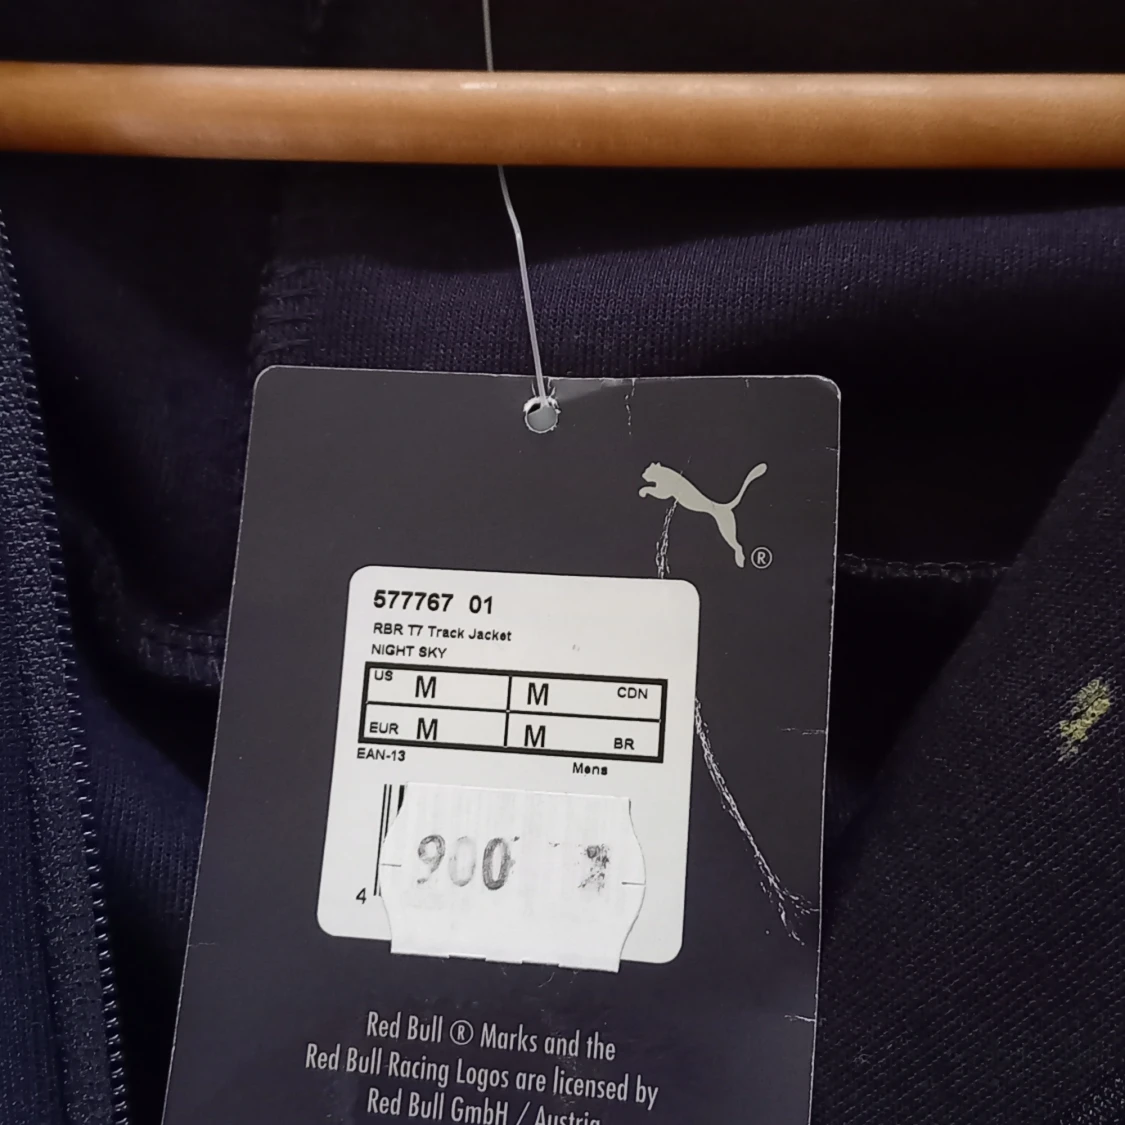 ®
577767 01
RBR T7 Track Jacket
NIGHT SKY
US M M CDN
EUR M M BR
EAN-13
Mens
900
4
Red Bull ® Marks and the
Red Bull Racing Logos are licensed by
Red Bull GmbH / Austria